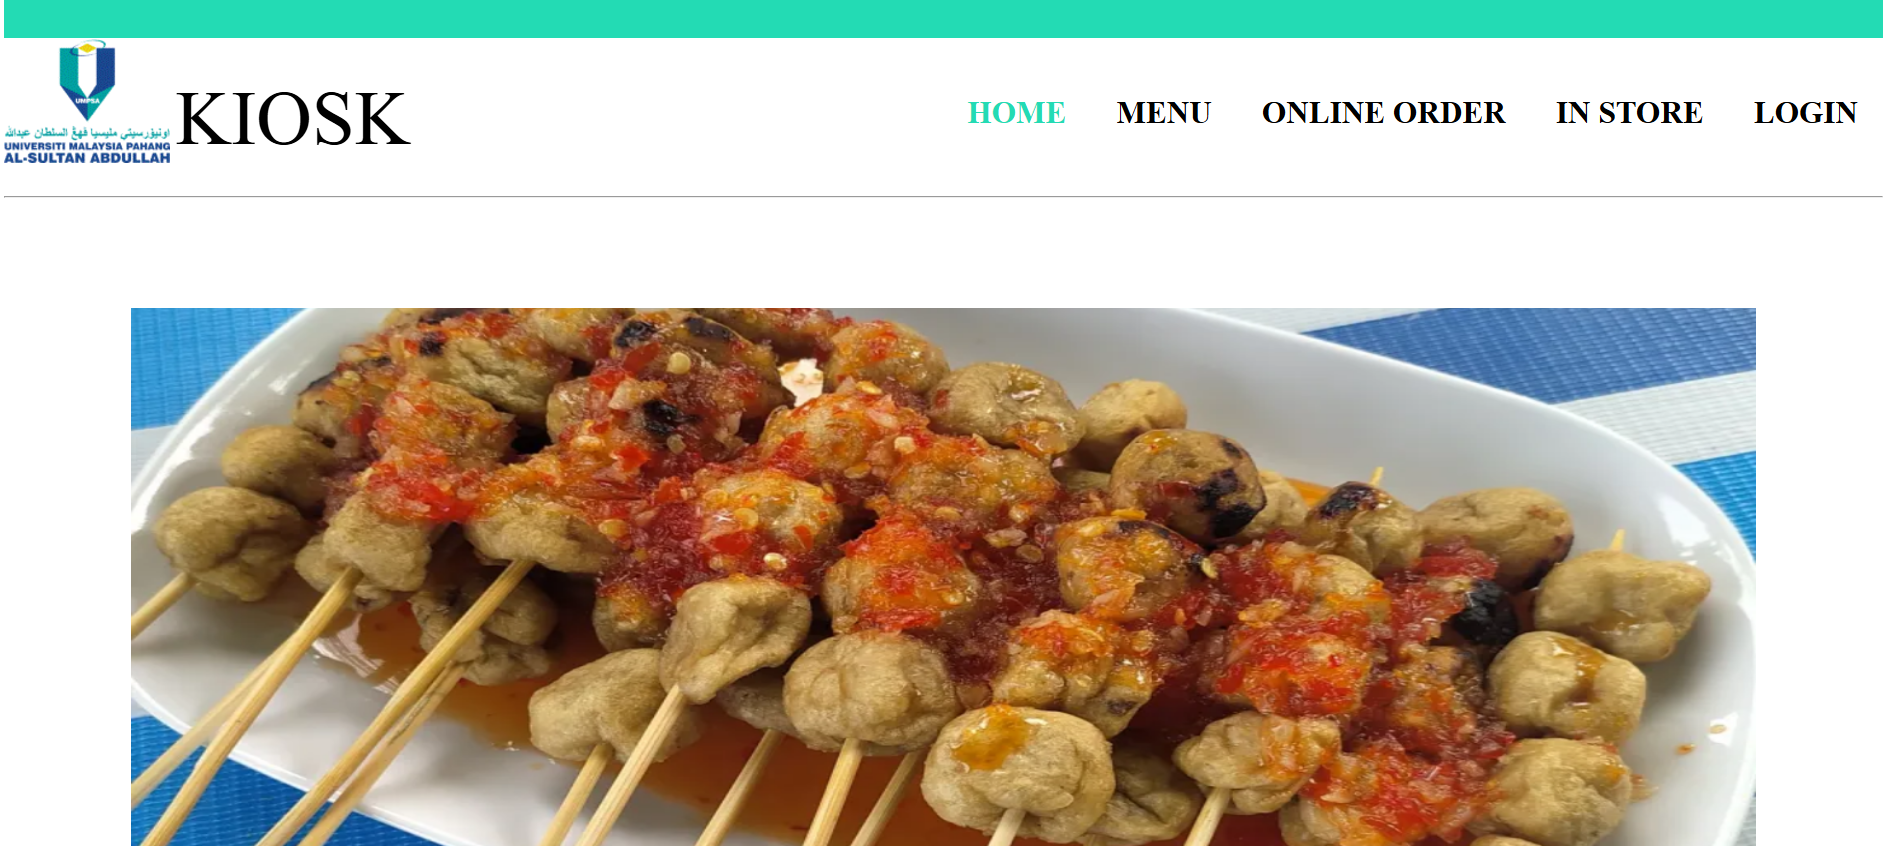 UMPSA
اونيۏرسيتي مليسيا ڤهڠ السلطان عبدالله
UNIVERSITI MALAYSIA PAHANG
AL-SULTAN ABDULLAH
KIOSK
HOME
MENU
ONLINE ORDER
IN STORE
LOGIN